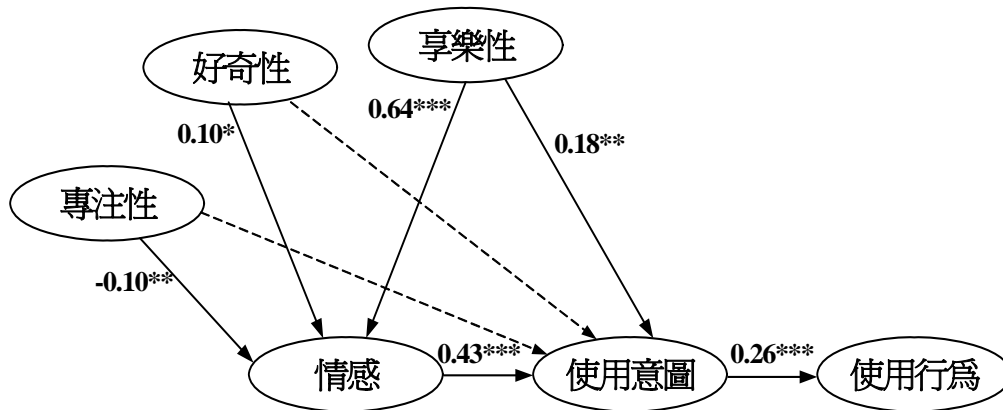 享樂性
好奇性
0.64***
0.10*
0.18**
專注性
-0.10**
0.43***
0.26***
情感
使用意圖
使用行為